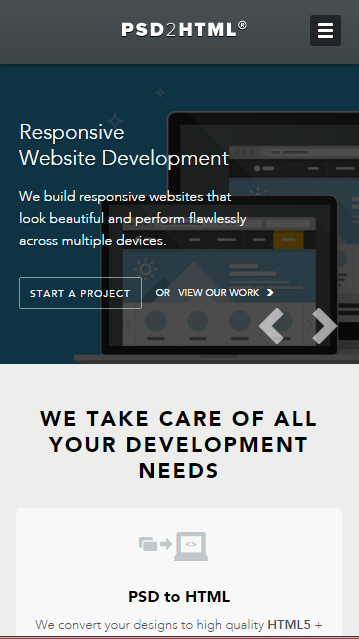 PSD2HTML®
Responsive
Website Development
We build responsive websites that
look beautiful and perform flawlessly
across multiple devices.
START A PROJECT OR VIEW OUR WORK
WE TAKE CARE OF ALL
YOUR DEVELOPMENT
NEEDS
<>
PSD to HTML
We convert your designs to high quality HTML5 +